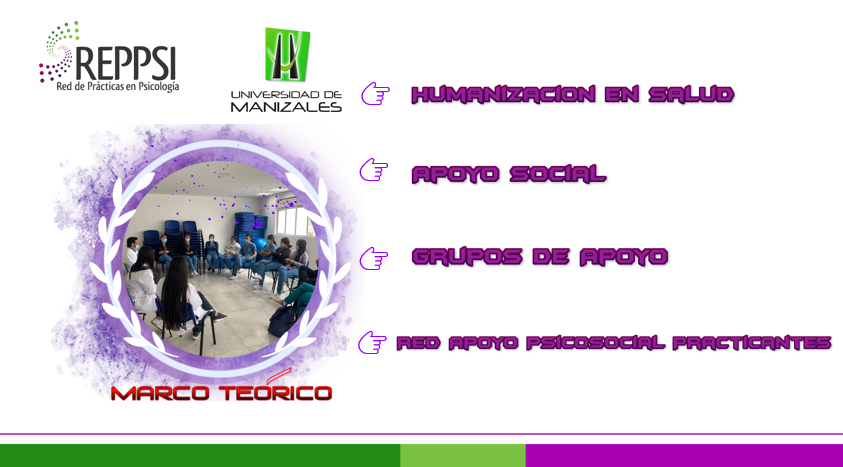 REPPSI
Red de Prácticas en Psicología
UNIVERSIDAD DE
MANIZALES
HUMANIZACION EN SALUD
APOYO SOCIAL
GRUPOS DE APOYO
RED APOYO PSICOSOCIAL PRACTICANTES
MARCO TEÓRICO